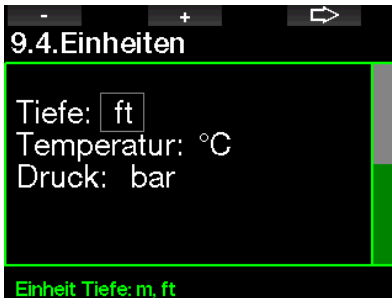 - + ⇨
9.4.Einheiten
Tiefe: ft
Temperatur: °C
Druck: bar
Einheit Tiefe: m, ft